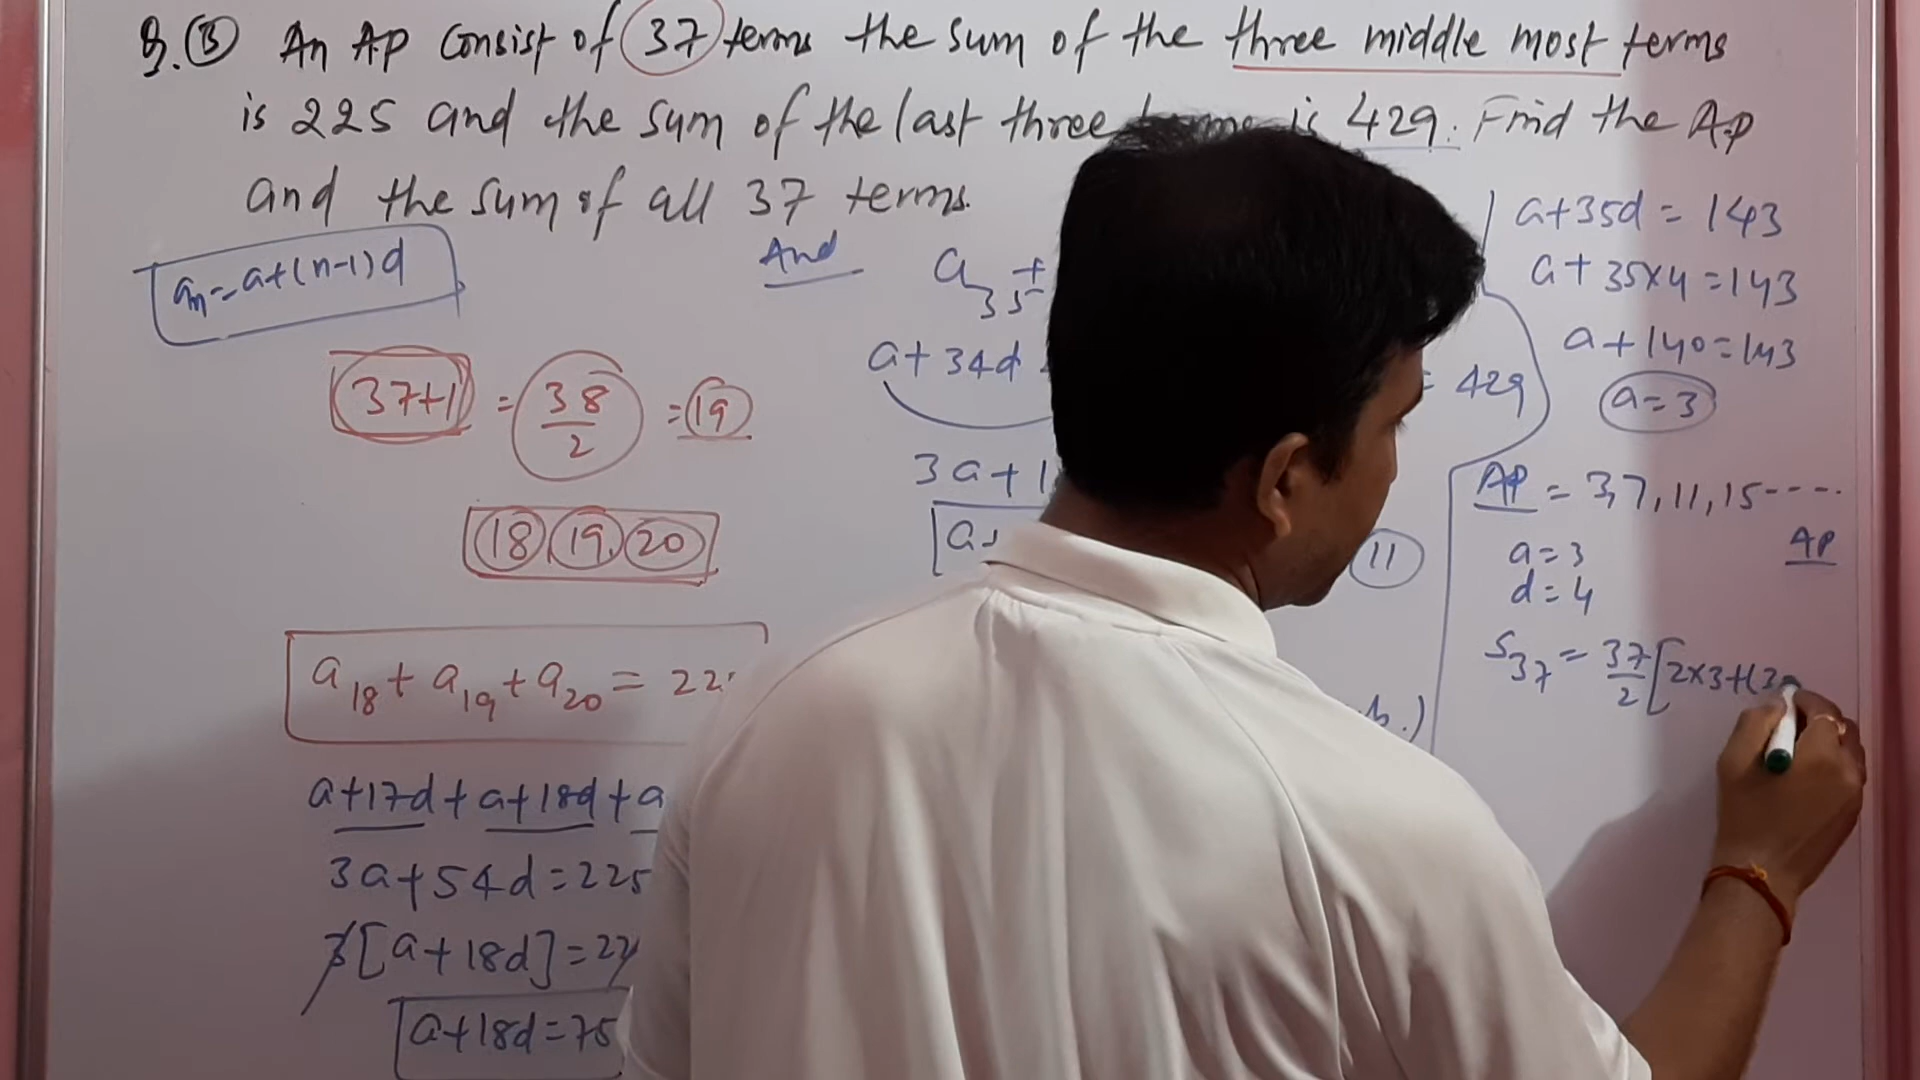 Q.⑬ An AP consist of 37 terms the sum of the three middle most terms
is 225 and the sum of the last three terms is 429. Find the A.P
and the sum of all 37 terms.
aₙ=a+(n-1)d
37+1 = 38/2 = 19
18, 19, 20
a₁₈ + a₁₉ + a₂₀ = 22
a+17d + a+18d + a
3a+54d=225
3[a+18d]=22
a+18d=75
And
a₃₅ +
a+34d
= 429
3a+1
a+
11
b.)
a+35d = 143
a+35×4=143
a+140=143
a=3
AP = 3,7,11,15----
AP
a=3
d=4
S₃₇ = 37/2 [2×3+(3